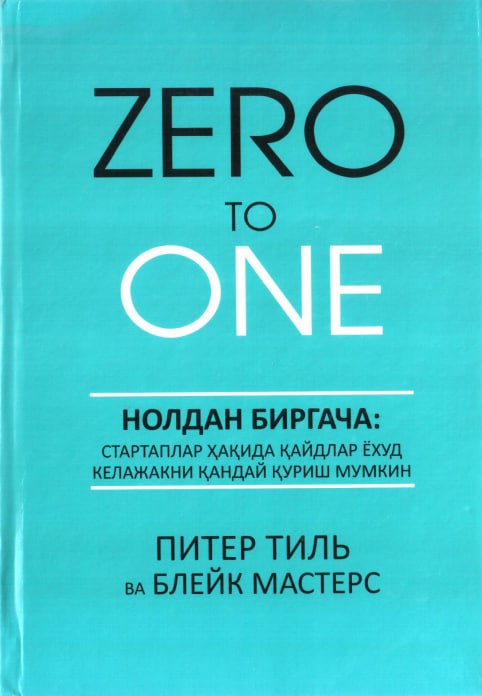 ZERO
TO
ONE
НОЛДАН БИРГАЧА:
СТАРТАПЛАР ҲАҚИДА ҚАЙДЛАР ЁХУД
КЕЛАЖАКНИ ҚАНДАЙ ҚУРИШ МУМКИН
ПИТЕР ТИЛЬ
ВА БЛЕЙК МАСТЕРС